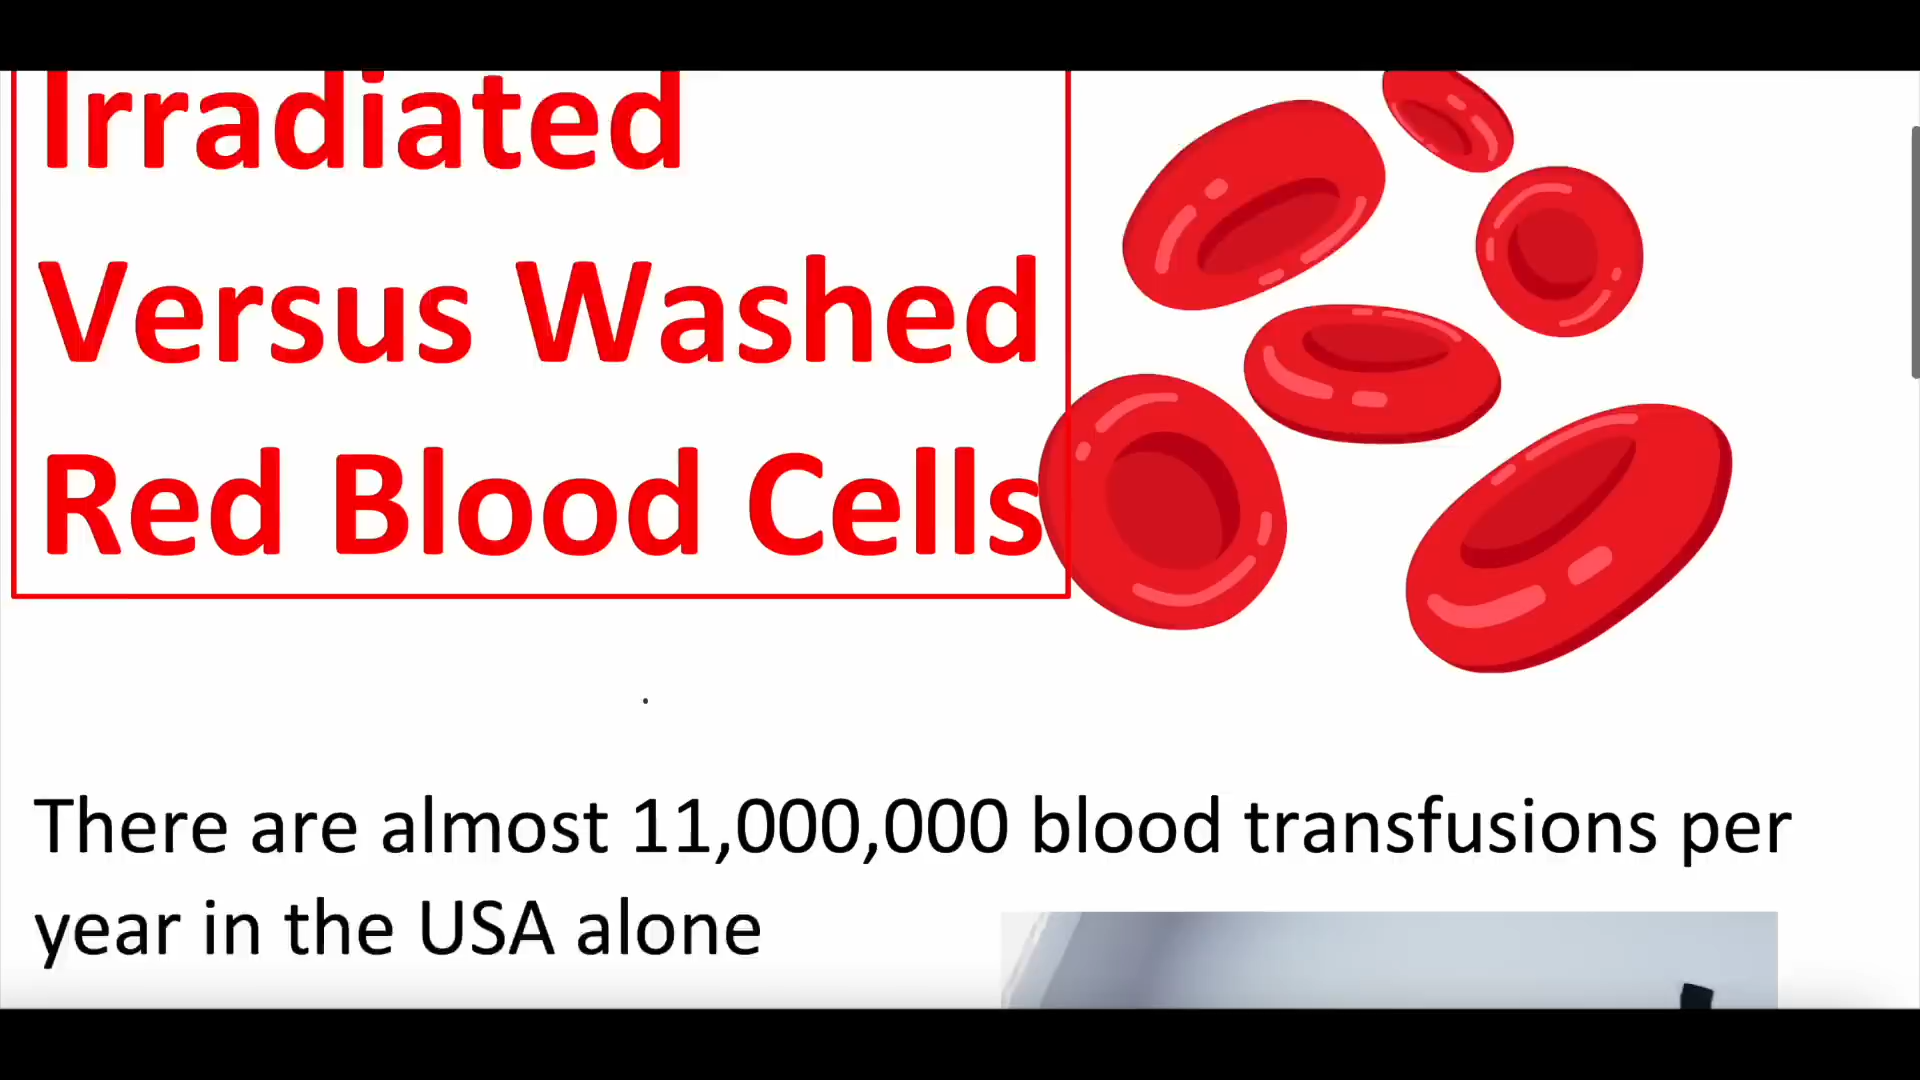 Irradiated
Versus Washed
Red Blood Cells
There are almost 11,000,000 blood transfusions per
year in the USA alone